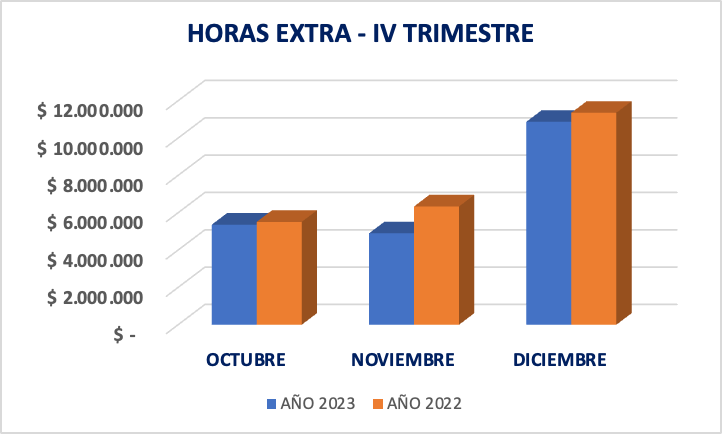 HORAS EXTRA - IV TRIMESTRE
$ 12.000.000
$ 10.000.000
$ 8.000.000
$ 6.000.000
$ 4.000.000
$ 2.000.000
$ -
OCTUBRE NOVIEMBRE DICIEMBRE
AÑO 2023 AÑO 2022